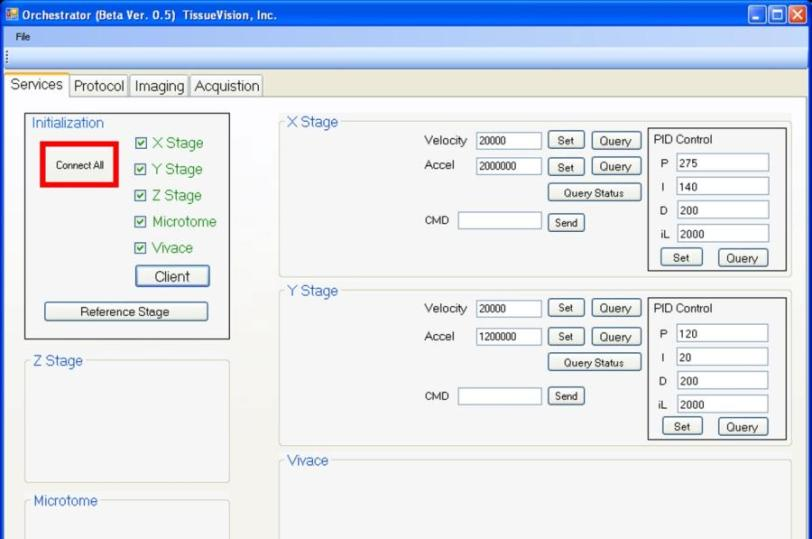 Orchestrator (Beta Ver. 0.5) TissueVision, Inc.
File
Services Protocol Imaging Acquistion
Initialization
Connect All
X Stage
Y Stage
Z Stage
Microtome
Vivace
Client
Reference Stage
Z Stage
Microtome
X Stage
Velocity 20000 Set Query
Accel 2000000 Set Query
Query Status
CMD Send
PID Control
P 275
I 140
D 200
iL 2000
Set Query
Y Stage
Velocity 20000 Set Query
Accel 1200000 Set Query
Query Status
CMD Send
PID Control
P 120
I 20
D 200
iL 2000
Set Query
Vivace